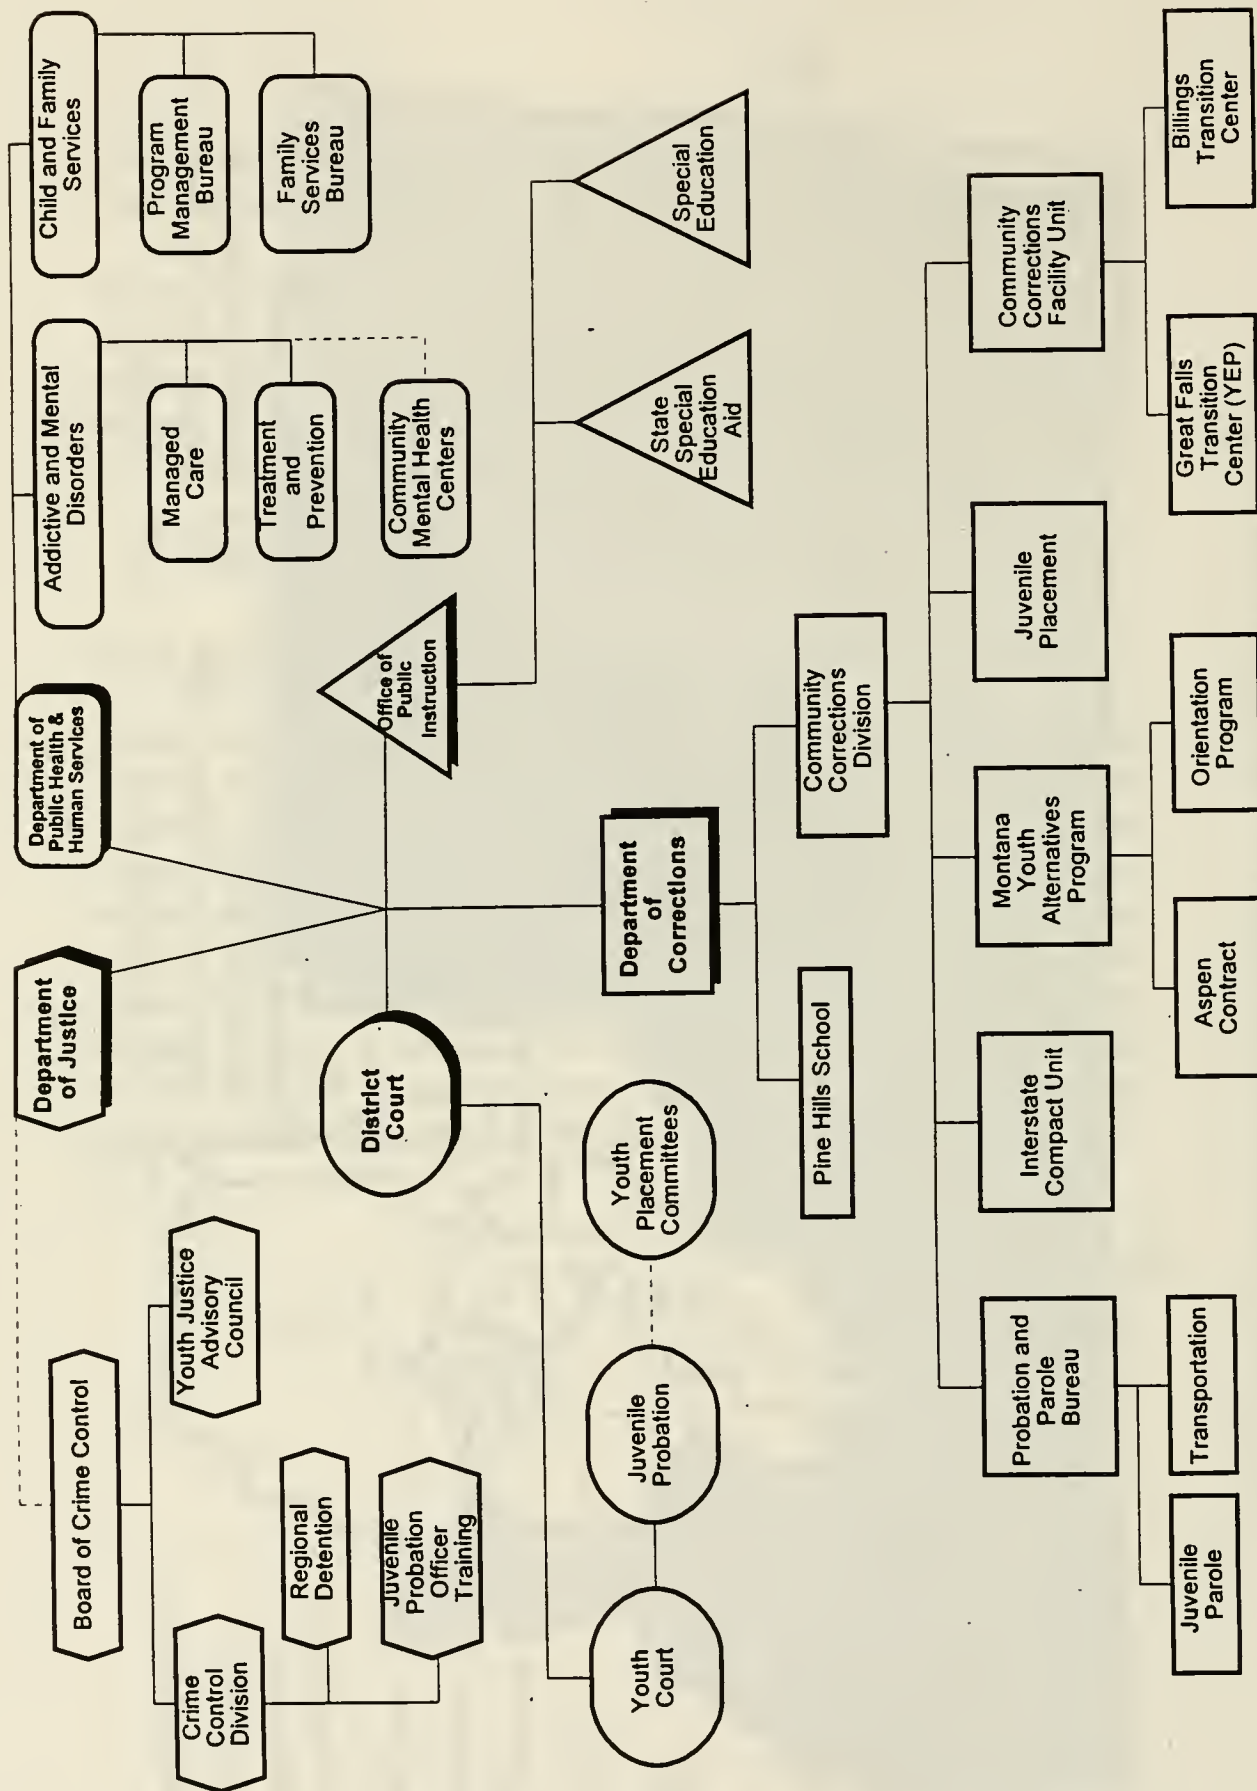 Board of Crime Control
Crime
Control
Division
Youth Justice
Advisory
Council
Regional
Detention
Juvenile
Probation
Officer
Training
Department
of Justice
Department of
Public Health &
Human Services
Addictive and Mental
Disorders
Managed
Care
Treatment
and
Prevention
Community
Mental Health
Centers
Child and Family
Services
Program
Management
Bureau
Family
Services
Bureau
District
Court
Office of
Public
Instruction
State
Special
Education
Aid
Special
Education
Youth
Court
Juvenile
Probation
Youth
Placement
Committees
Department
of
Corrections
Pine Hills School
Community
Corrections
Division
Probation and
Parole
Bureau
Interstate
Compact Unit
Montana
Youth
Alternatives
Program
Juvenile
Placement
Community
Corrections
Facility Unit
Juvenile
Parole
Transportation
Aspen
Contract
Orientation
Program
Great Falls
Transition
Center (YEP)
Billings
Transition
Center